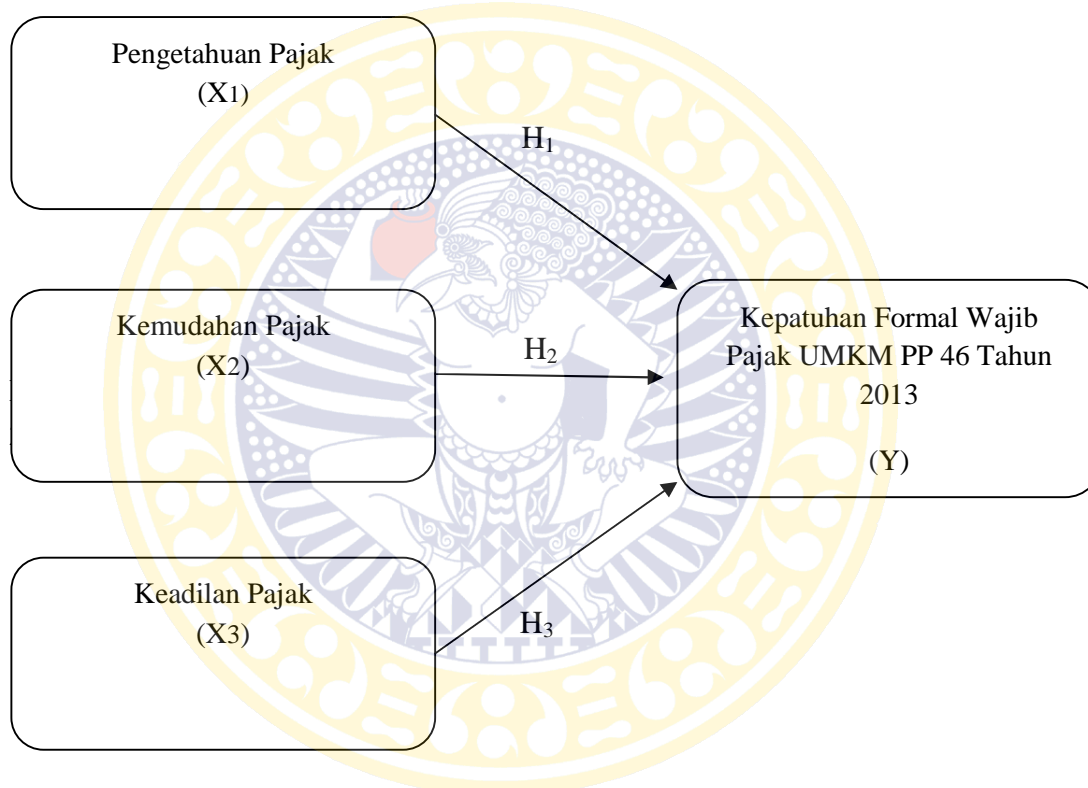 Pengetahuan Pajak
(X1)
H1
Kemudahan Pajak
(X2)
H2
Kepatuhan Formal Wajib
Pajak UMKM PP 46 Tahun
2013
(Y)
Keadilan Pajak
(X3)
H3